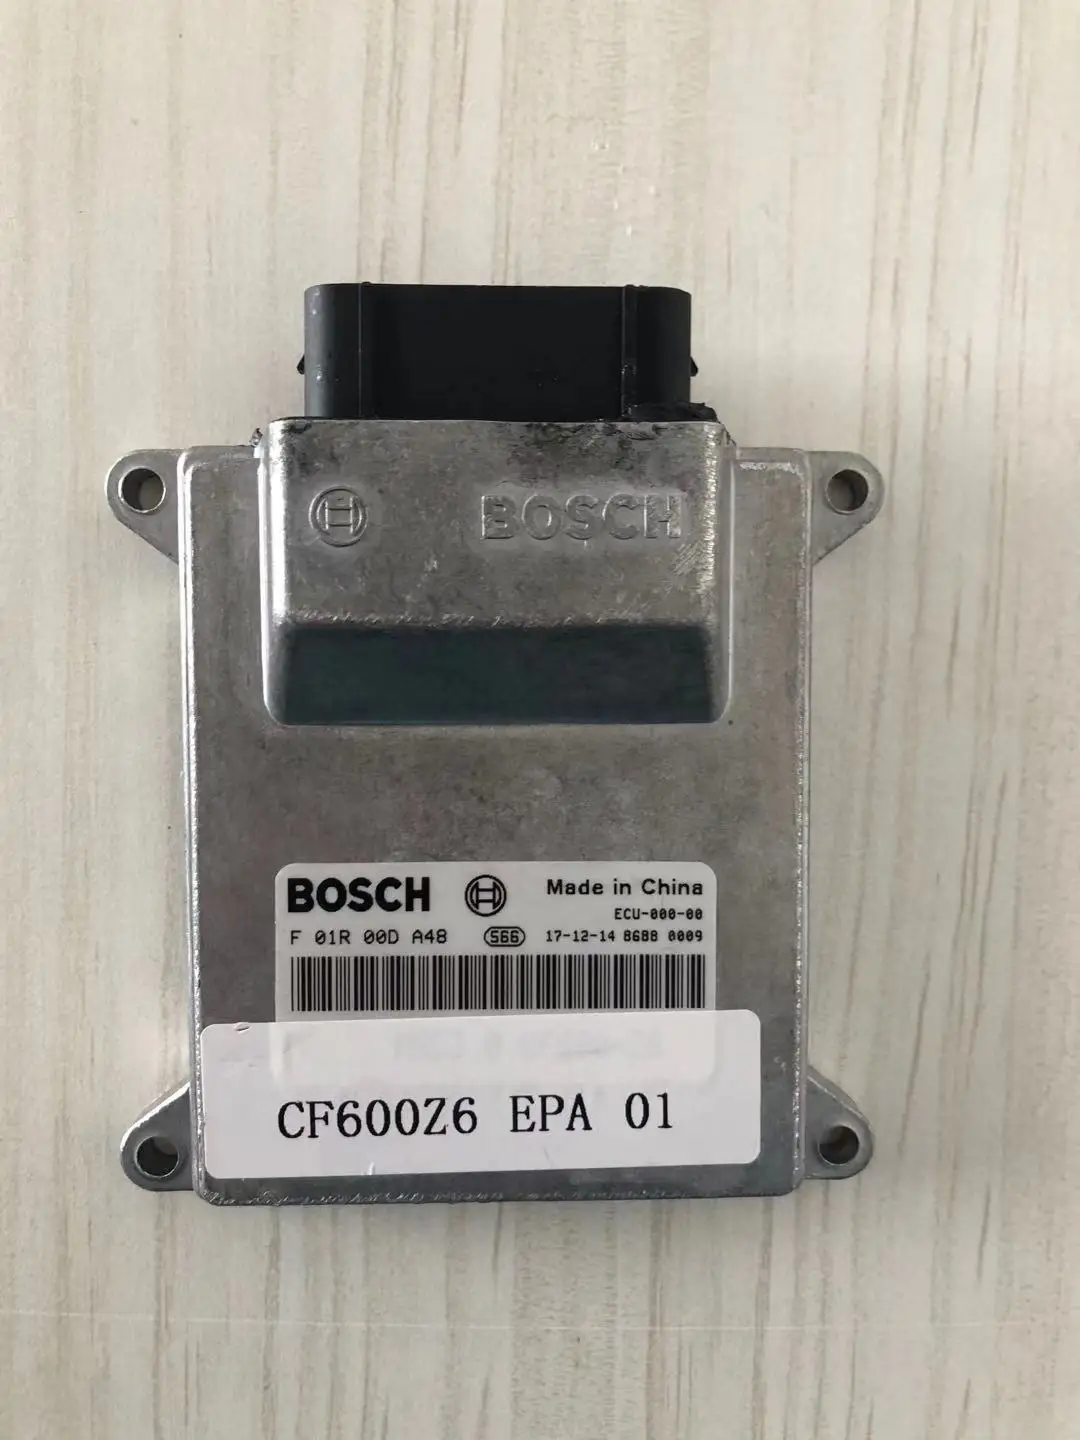 BOSCH
BOSCH Made in China
ECU-000-00
F 01R 00D A48 566 17-12-14 8688 0009
CF600Z6 EPA 01